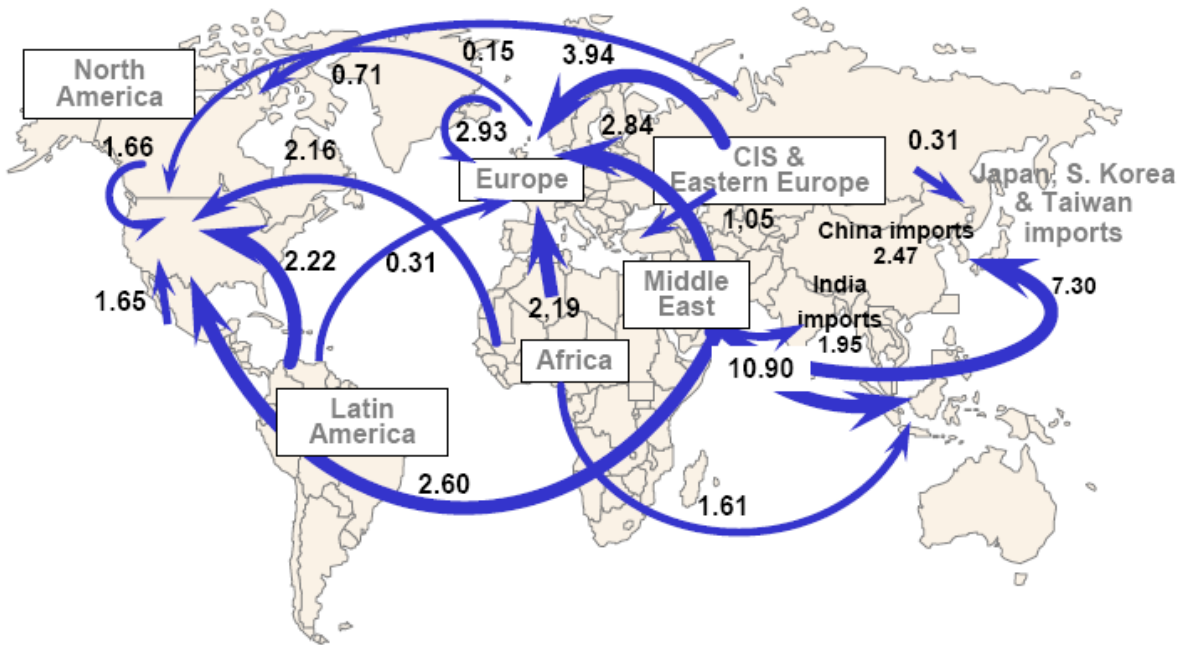 0.15
3.94
North
America
0.71
1.66
2.16
2.93
2.84
0.31
CIS &
Eastern Europe
Europe
Japan, S. Korea
& Taiwan
imports
1,05
China imports
2.47
2.22
0.31
1.65
2,19
Middle
East
India
imports
1.95
7.30
Africa
10.90
Latin
America
2.60
1.61